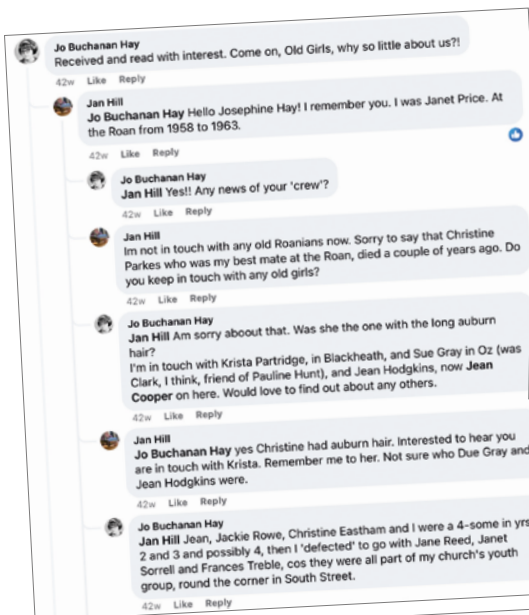 Jo Buchanan Hay
Received and read with interest. Come on, Old Girls, why so little about us?!
42w Like Reply
Jan Hill
Jo Buchanan Hay Hello Josephine Hay! I remember you. I was Janet Price. At
the Roan from 1958 to 1963.
42w Like Reply
Jo Buchanan Hay
Jan Hill Yes!! Any news of your 'crew'?
42w Like Reply
Jan Hill
Im not in touch with any old Roanians now. Sorry to say that Christine
Parkes who was my best mate at the Roan, died a couple of years ago. Do
you keep in touch with any old girls?
42w Like Reply
Jo Buchanan Hay
Jan Hill Am sorry aboout that. Was she the one with the long auburn
hair?
I'm in touch with Krista Partridge, in Blackheath, and Sue Gray in Oz (was
Clark, I think, friend of Pauline Hunt), and Jean Hodgkins, now Jean
Cooper on here. Would love to find out about any others.
42w Like Reply
Jan Hill
Jo Buchanan Hay yes Christine had auburn hair. Interested to hear you
are in touch with Krista. Remember me to her. Not sure who Due Gray and
Jean Hodgkins were.
42w Like Reply
Jo Buchanan Hay
Jan Hill Jean, Jackie Rowe, Christine Eastham and I were a 4-some in yrs
2 and 3 and possibly 4, then I 'defected' to go with Jane Reed, Janet
Sorrell and Frances Treble, cos they were all part of my church's youth
group, round the corner in South Street.
42w Like Reply